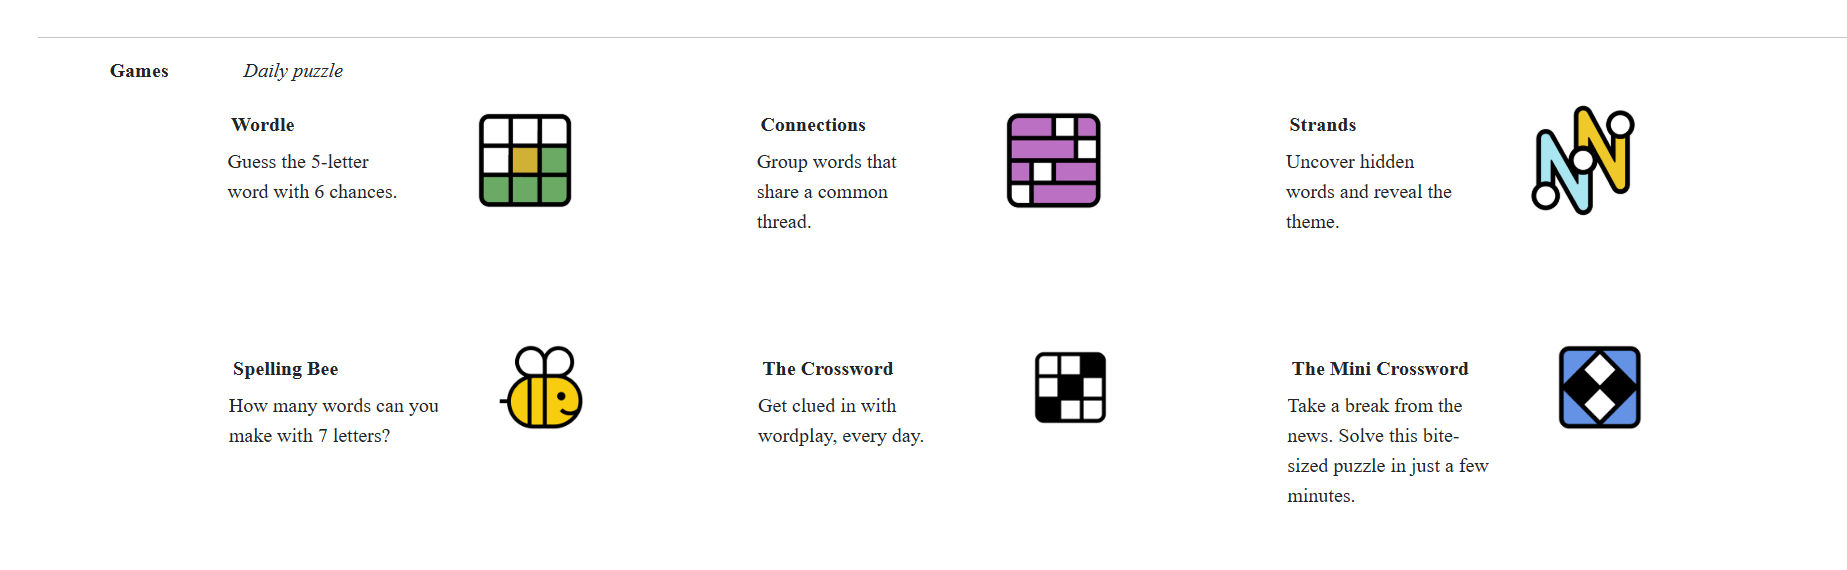 Games
Daily puzzle
Wordle
Guess the 5-letter
word with 6 chances.
Connections
Group words that
share a common
thread.
Strands
Uncover hidden
words and reveal the
theme.
Spelling Bee
How many words can you
make with 7 letters?
The Crossword
Get clued in with
wordplay, every day.
The Mini Crossword
Take a break from the
news. Solve this bite-
sized puzzle in just a few
minutes.